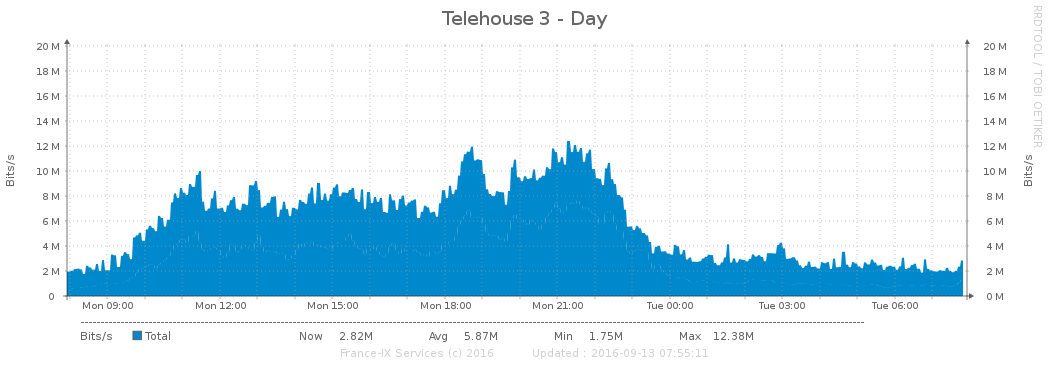 Telehouse 3 - Day
RRDTOOL / TOBI OETIKER
Bits/s
20 M
18 M
16 M
14 M
12 M
10 M
8 M
6 M
4 M
2 M
0
20 M
18 M
16 M
14 M
12 M
10 M
8 M
6 M
4 M
2 M
0 M
Bits/s
Mon 09:00 Mon 12:00 Mon 15:00 Mon 18:00 Mon 21:00 Tue 00:00 Tue 03:00 Tue 06:00
Bits/s Total Now 2.82M Avg 5.87M Min 1.75M Max 12.38M
France-IX Services (c) 2016 Updated : 2016-09-13 07:55:11